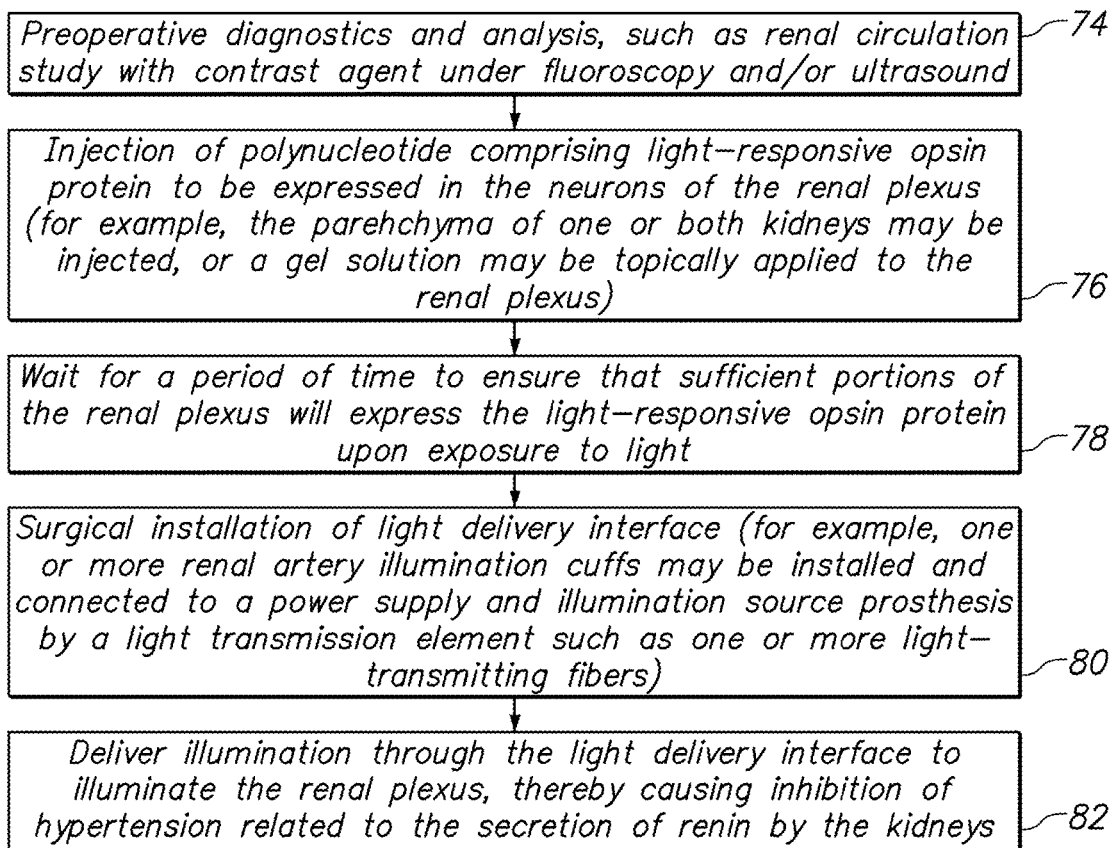 Preoperative diagnostics and analysis, such as renal circulation
study with contrast agent under fluoroscopy and/or ultrasound
74
Injection of polynucleotide comprising light-responsive opsin
protein to be expressed in the neurons of the renal plexus
(for example, the parehchyma of one or both kidneys may be
injected, or a gel solution may be topically applied to the
renal plexus)
76
Wait for a period of time to ensure that sufficient portions of
the renal plexus will express the light-responsive opsin protein
upon exposure to light
78
Surgical installation of light delivery interface (for example, one
or more renal artery illumination cuffs may be installed and
connected to a power supply and illumination source prosthesis
by a light transmission element such as one or more light-
transmitting fibers)
80
Deliver illumination through the light delivery interface to
illuminate the renal plexus, thereby causing inhibition of
hypertension related to the secretion of renin by the kidneys
82